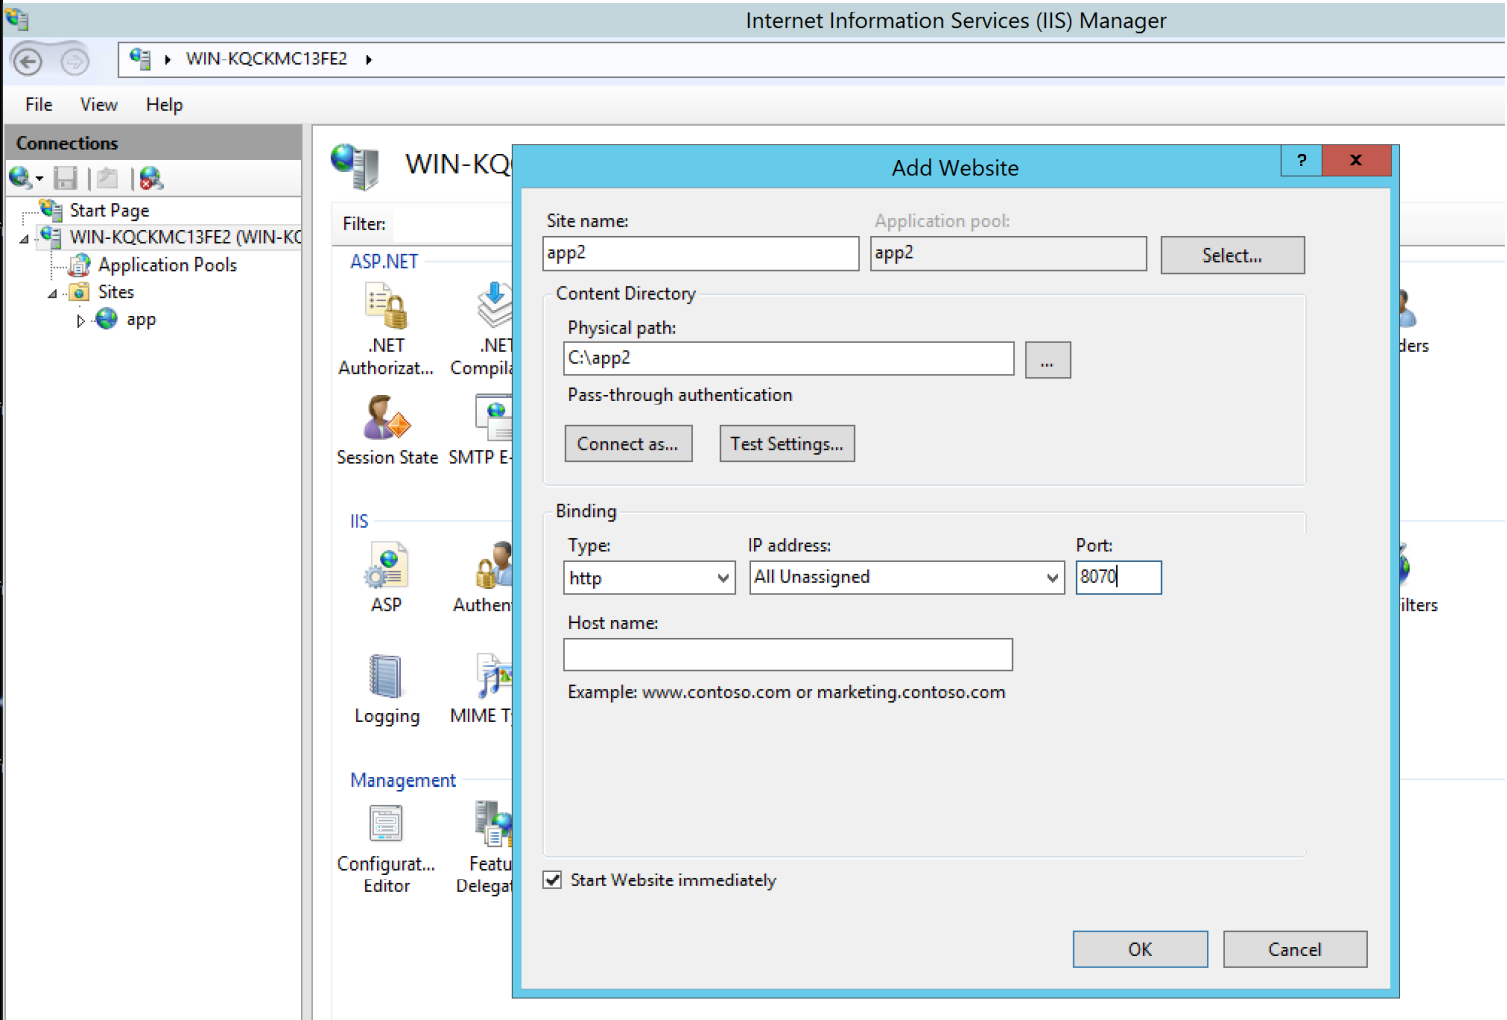 Internet Information Services (IIS) Manager
WIN-KQCKMC13FE2
File View Help
Connections
Start Page
WIN-KQCKMC13FE2 (WIN-KC
Application Pools
Sites
app
WIN-KQ
Filter:
ASP.NET
.NET
Authorizat...
.NET
Compila
Session State
SMTP E-
IIS
ASP
Authen
Logging
MIME T
Management
Configurat...
Editor
Featu
Delegat
ders
ilters
Add Website
?
x
Site name:
Application pool:
app2
app2
Select...
Content Directory
Physical path:
C:\app2
...
Pass-through authentication
Connect as...
Test Settings...
Binding
Type:
IP address:
Port:
http
All Unassigned
8070
Host name:
Example: www.contoso.com or marketing.contoso.com
Start Website immediately
OK
Cancel